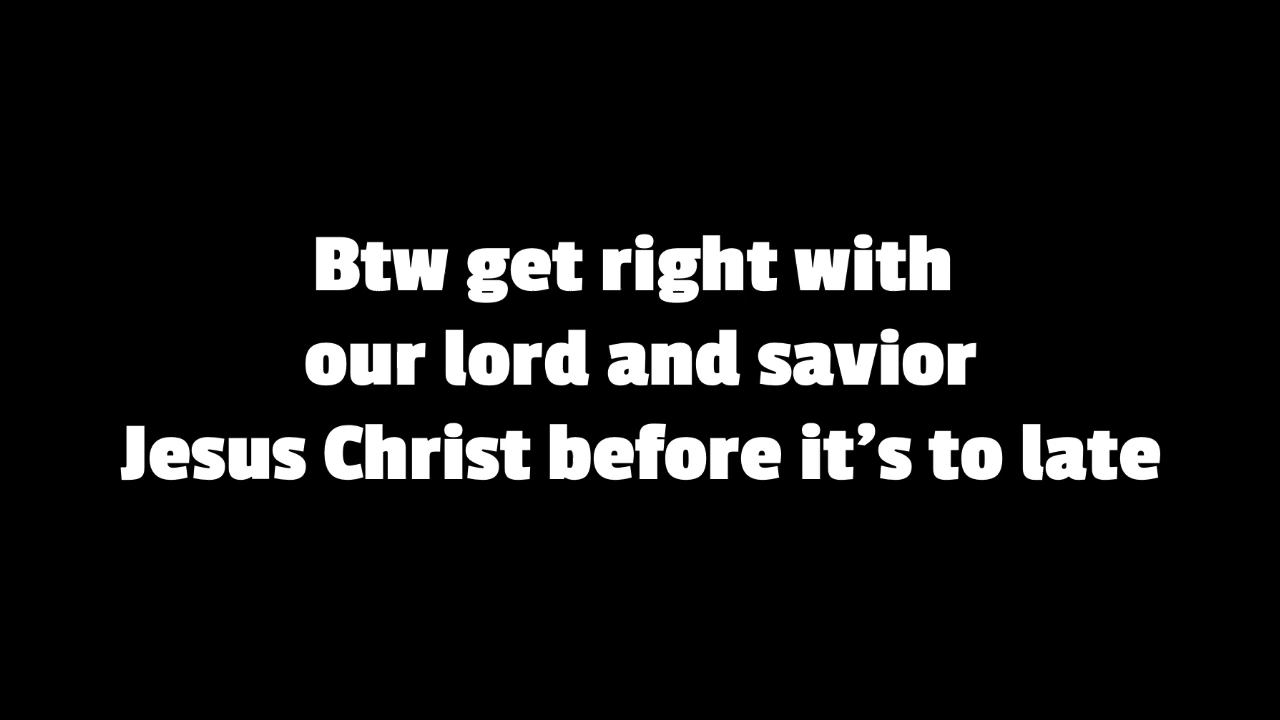 Btw get right with
our lord and savior
Jesus Christ before it’s to late